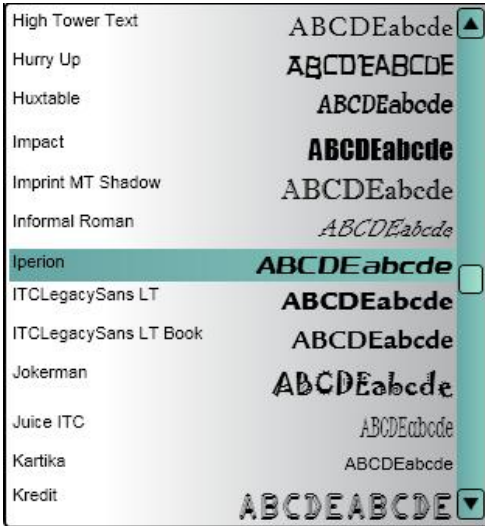 High Tower Text ABCDEabcde
Hurry Up ABCDEABCDE
Huxtable ABCDEabcde
Impact ABCDEabcde
Imprint MT Shadow ABCDEabcde
Informal Roman ABCDEabcde
Iperion ABCDEabcde
ITCLegacySans LT ABCDEabcde
ITCLegacySans LT Book ABCDEabcde
Jokerman ABCDEabcde
Juice ITC ABCDEabcde
Kartika ABCDEabcde
Kredit ABCDEABCDE